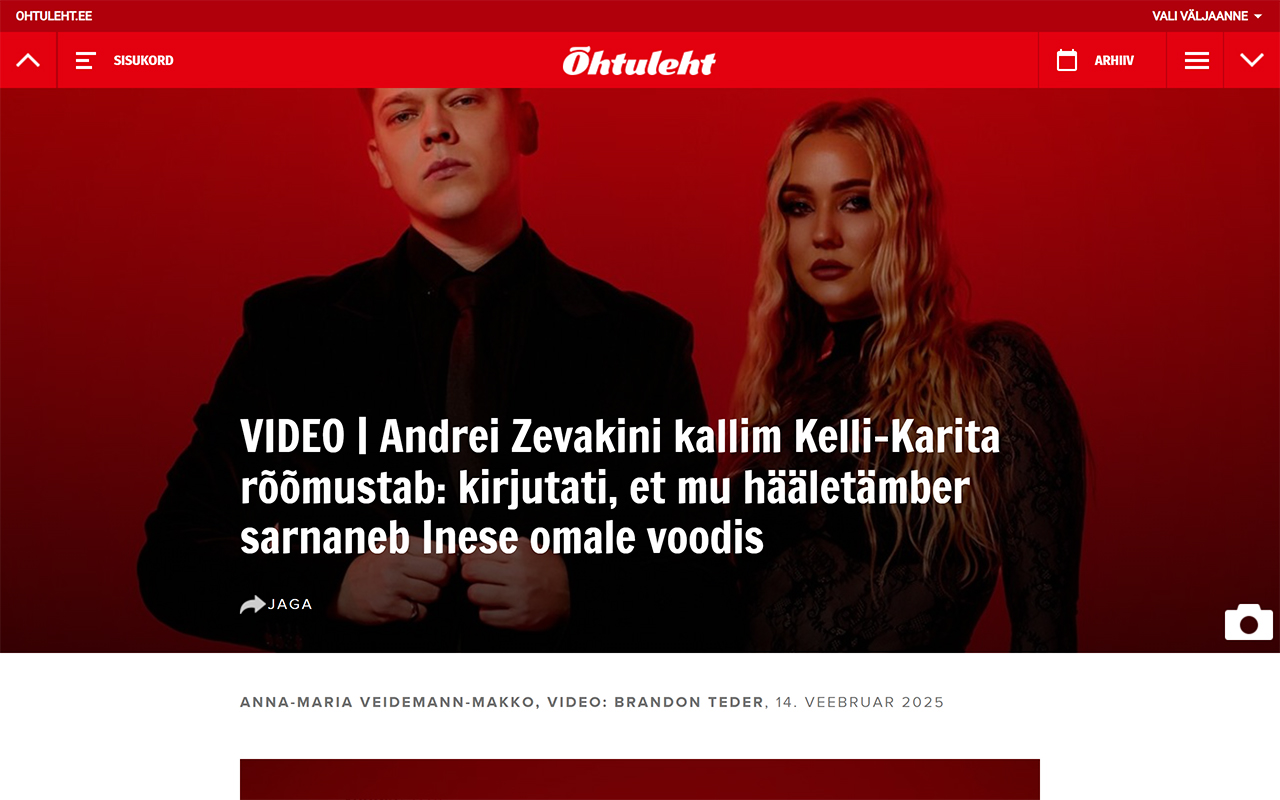 OHTULEHT.EE
VALI VÄLJAANNE
SISUKORD
Õhtuleht
ARHIIV
VIDEO | Andrei Zevakini kallim Kelli-Karita
rõõmustab: kirjutati, et mu hääletämber
sarnaneb Inese omale voodis
JAGA
ANNA-MARIA VEIDEMANN-MAKKO, VIDEO: BRANDON TEDER, 14. VEEBRUAR 2025